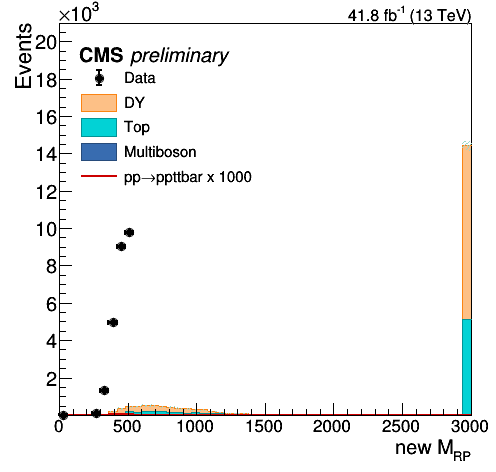 ×10³
41.8 fb⁻¹ (13 TeV)
Events
CMS preliminary
Data
DY
Top
Multiboson
pp→ppttbar x 1000
20
18
16
14
12
10
8
6
4
2
0 500 1000 1500 2000 2500 3000
new M_RP